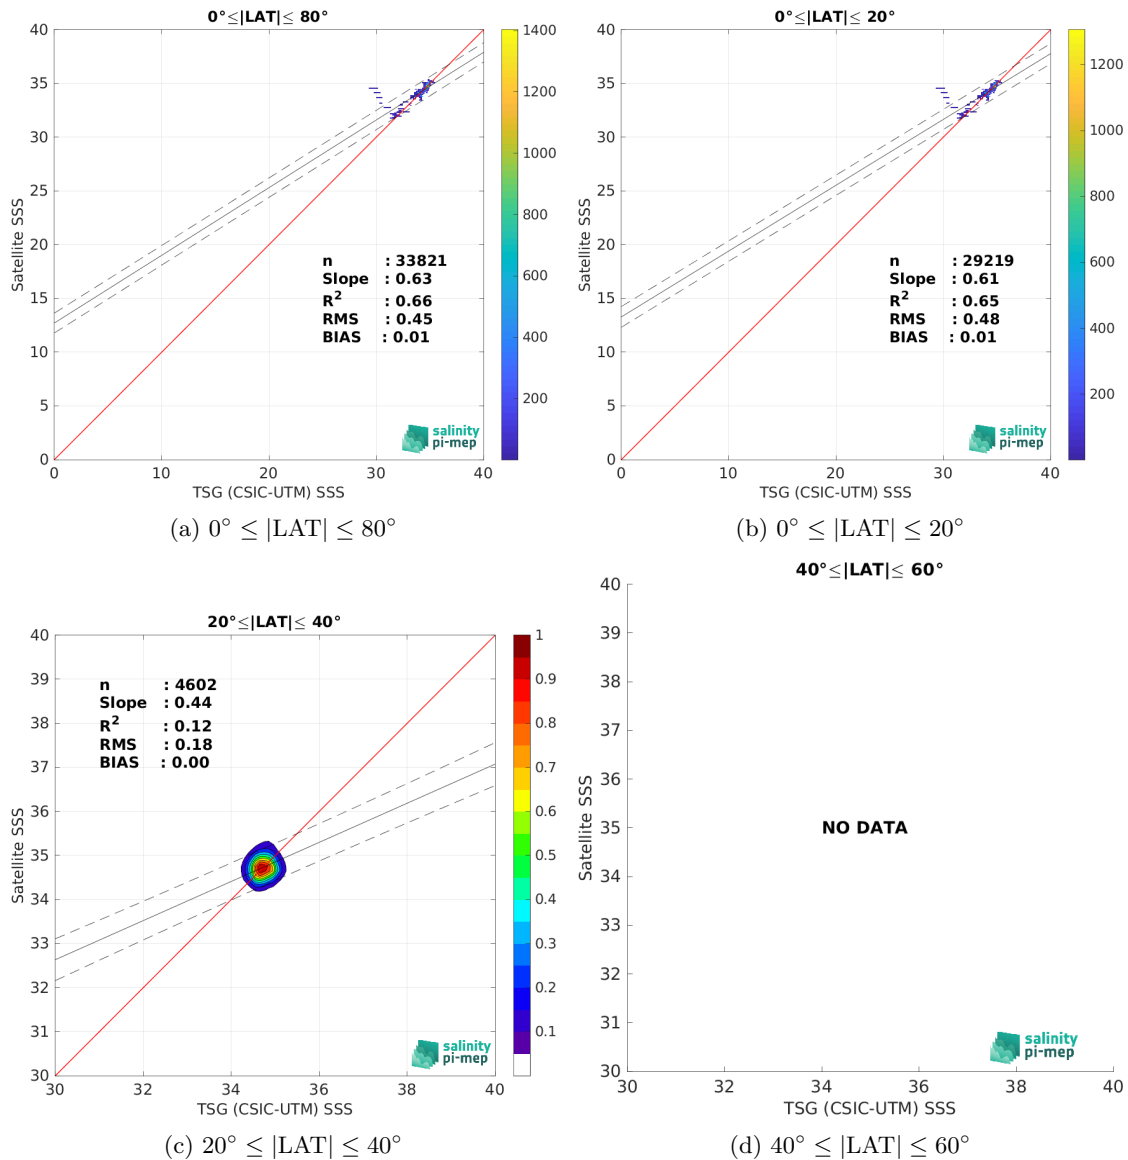 0°≤|LAT|≤ 80°
40
35
30
25
20
15
10
5
0
0
10
20
30
40
Satellite SSS
TSG (CSIC-UTM) SSS
n : 33821
Slope : 0.63
R² : 0.66
RMS : 0.45
BIAS : 0.01
salinity
pi-mep
1400
1200
1000
800
600
400
200
(a) 0° ≤ |LAT| ≤ 80°
0°≤|LAT|≤ 20°
40
35
30
25
20
15
10
5
0
0
10
20
30
40
Satellite SSS
TSG (CSIC-UTM) SSS
n : 29219
Slope : 0.61
R² : 0.65
RMS : 0.48
BIAS : 0.01
salinity
pi-mep
1200
1000
800
600
400
200
(b) 0° ≤ |LAT| ≤ 20°
20°≤|LAT|≤ 40°
40
39
38
37
36
35
34
33
32
31
30
30
32
34
36
38
40
Satellite SSS
TSG (CSIC-UTM) SSS
n : 4602
Slope : 0.44
R² : 0.12
RMS : 0.18
BIAS : 0.00
salinity
pi-mep
1
0.9
0.8
0.7
0.6
0.5
0.4
0.3
0.2
0.1
(c) 20° ≤ |LAT| ≤ 40°
40°≤|LAT|≤ 60°
40
39
38
37
36
35
34
33
32
31
30
30
32
34
36
38
40
Satellite SSS
TSG (CSIC-UTM) SSS
NO DATA
salinity
pi-mep
(d) 40° ≤ |LAT| ≤ 60°